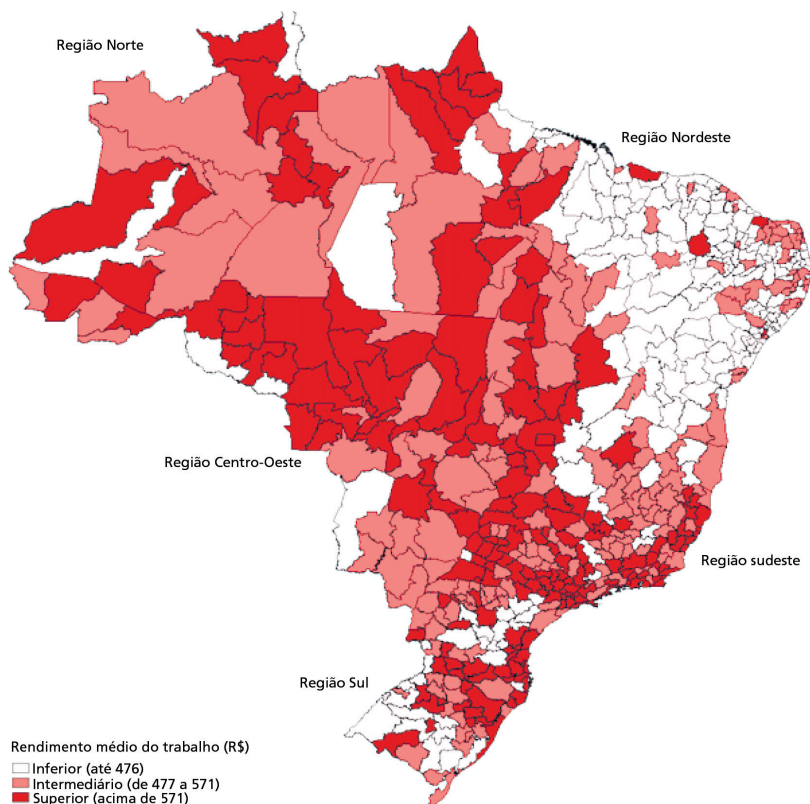 Região Norte
Região Nordeste
Região Centro-Oeste
Região sudeste
Região Sul
Rendimento médio do trabalho (R$)
Inferior (até 476)
Intermediário (de 477 a 571)
Superior (acima de 571)